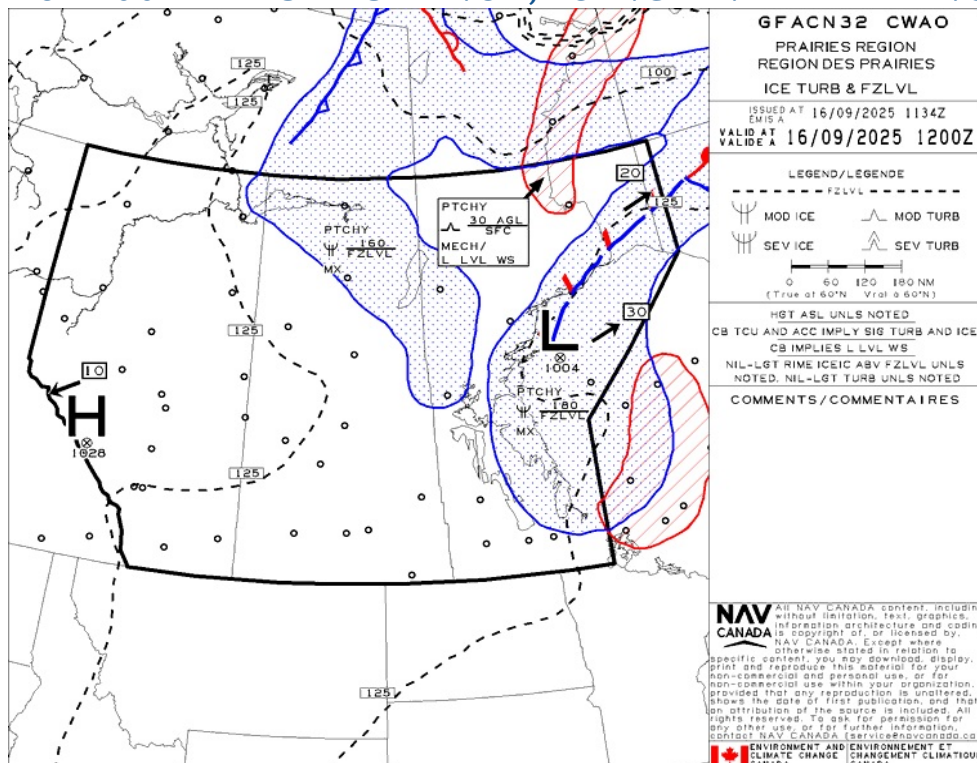 GFACN32 CWAO
PRAIRIES REGION
REGION DES PRAIRIES
ICE TURB & FZLVL
ISSUED AT 16/09/2025 1134Z
ÉMIS A
VALID AT 16/09/2025 1200Z
VALIDE A
LEGEND/LÉGENDE
FZLVL
MOD ICE MOD TURB
SEV ICE SEV TURB
0 60 120 180 NM
(True at 60°N Vrai à 60°N)
HGT ASL UNLS NOTED
CB TCU AND ACC IMPLY SIG TURB AND ICE
CB IMPLIES L LVL WS
NIL-LGT RIME ICEIC ABV FZLVL UNLS
NOTED. NIL-LGT TURB UNLS NOTED
COMMENTS/COMMENTAIRES
125
125
100
20
125
PTCHY
30 AGL
SFC
MECH/
L LVL WS
PTCHY
160
FZLVL
MX
125
30
L
1004
10
H
1028
PTCHY
180
FZLVL
MX
125
125
NAV
CANADA
All NAV CANADA content, includin
without limitation, text, graphics,
information architecture and codin
is copyright of, or licensed by,
NAV CANADA. Except where
otherwise stated in relation to
specific content, you may download, display,
print and reproduce this material for your
non-commercial and personal use, or for
non-commercial use within your organization,
provided that any reproduction is unaltered,
shows the date of first publication, and that
an attribution of the source is included. All
rights reserved. To ask for permission for
any other use, or for further information,
contact NAV CANADA (service@navcanada.ca
ENVIRONMENT AND ENVIRONNEMENT ET
CLIMATE CHANGE CHANGEMENT CLIMATIQU